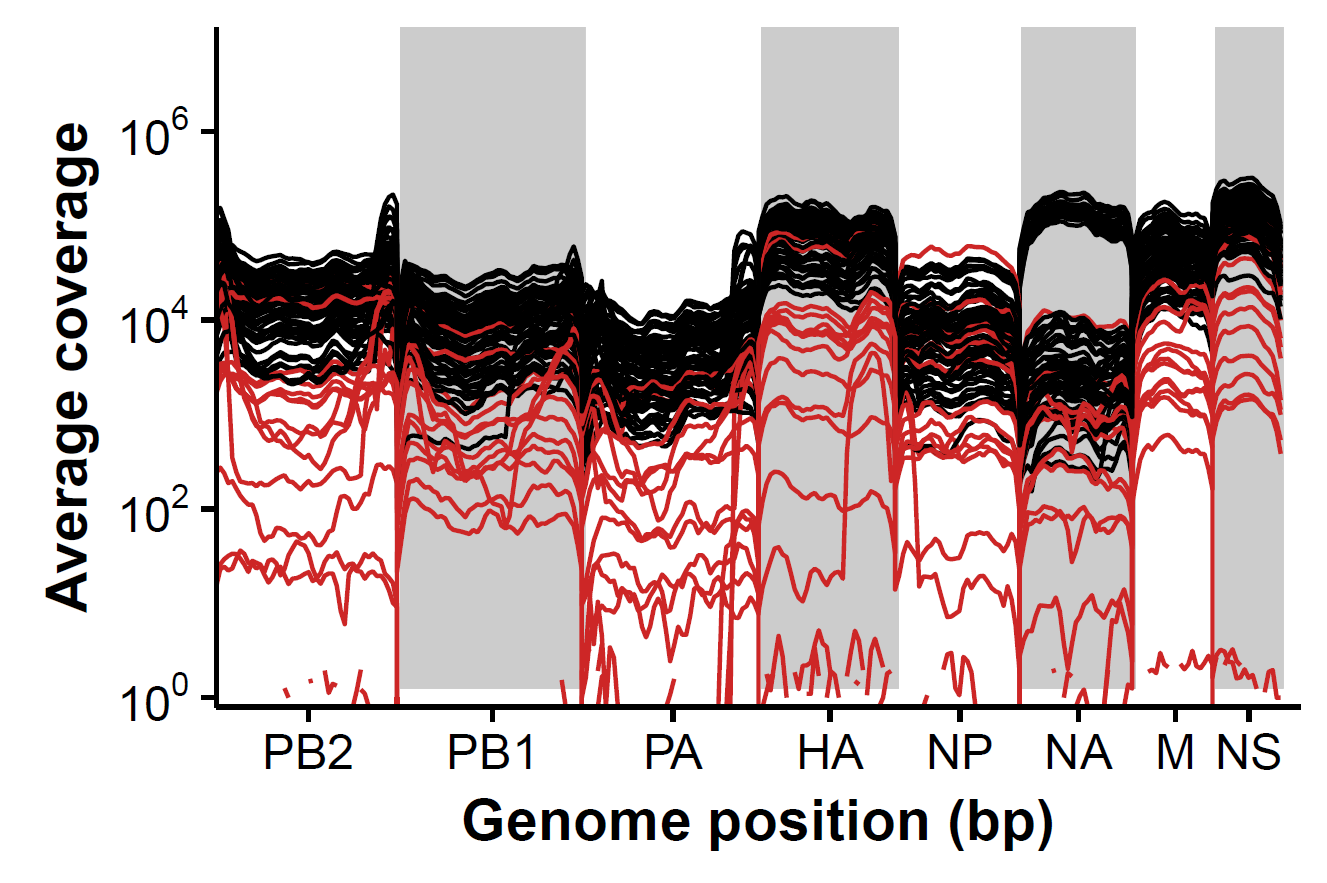 Average coverage
10^6
10^4
10^2
10^0
PB2 PB1 PA HA NP NA M NS
Genome position (bp)